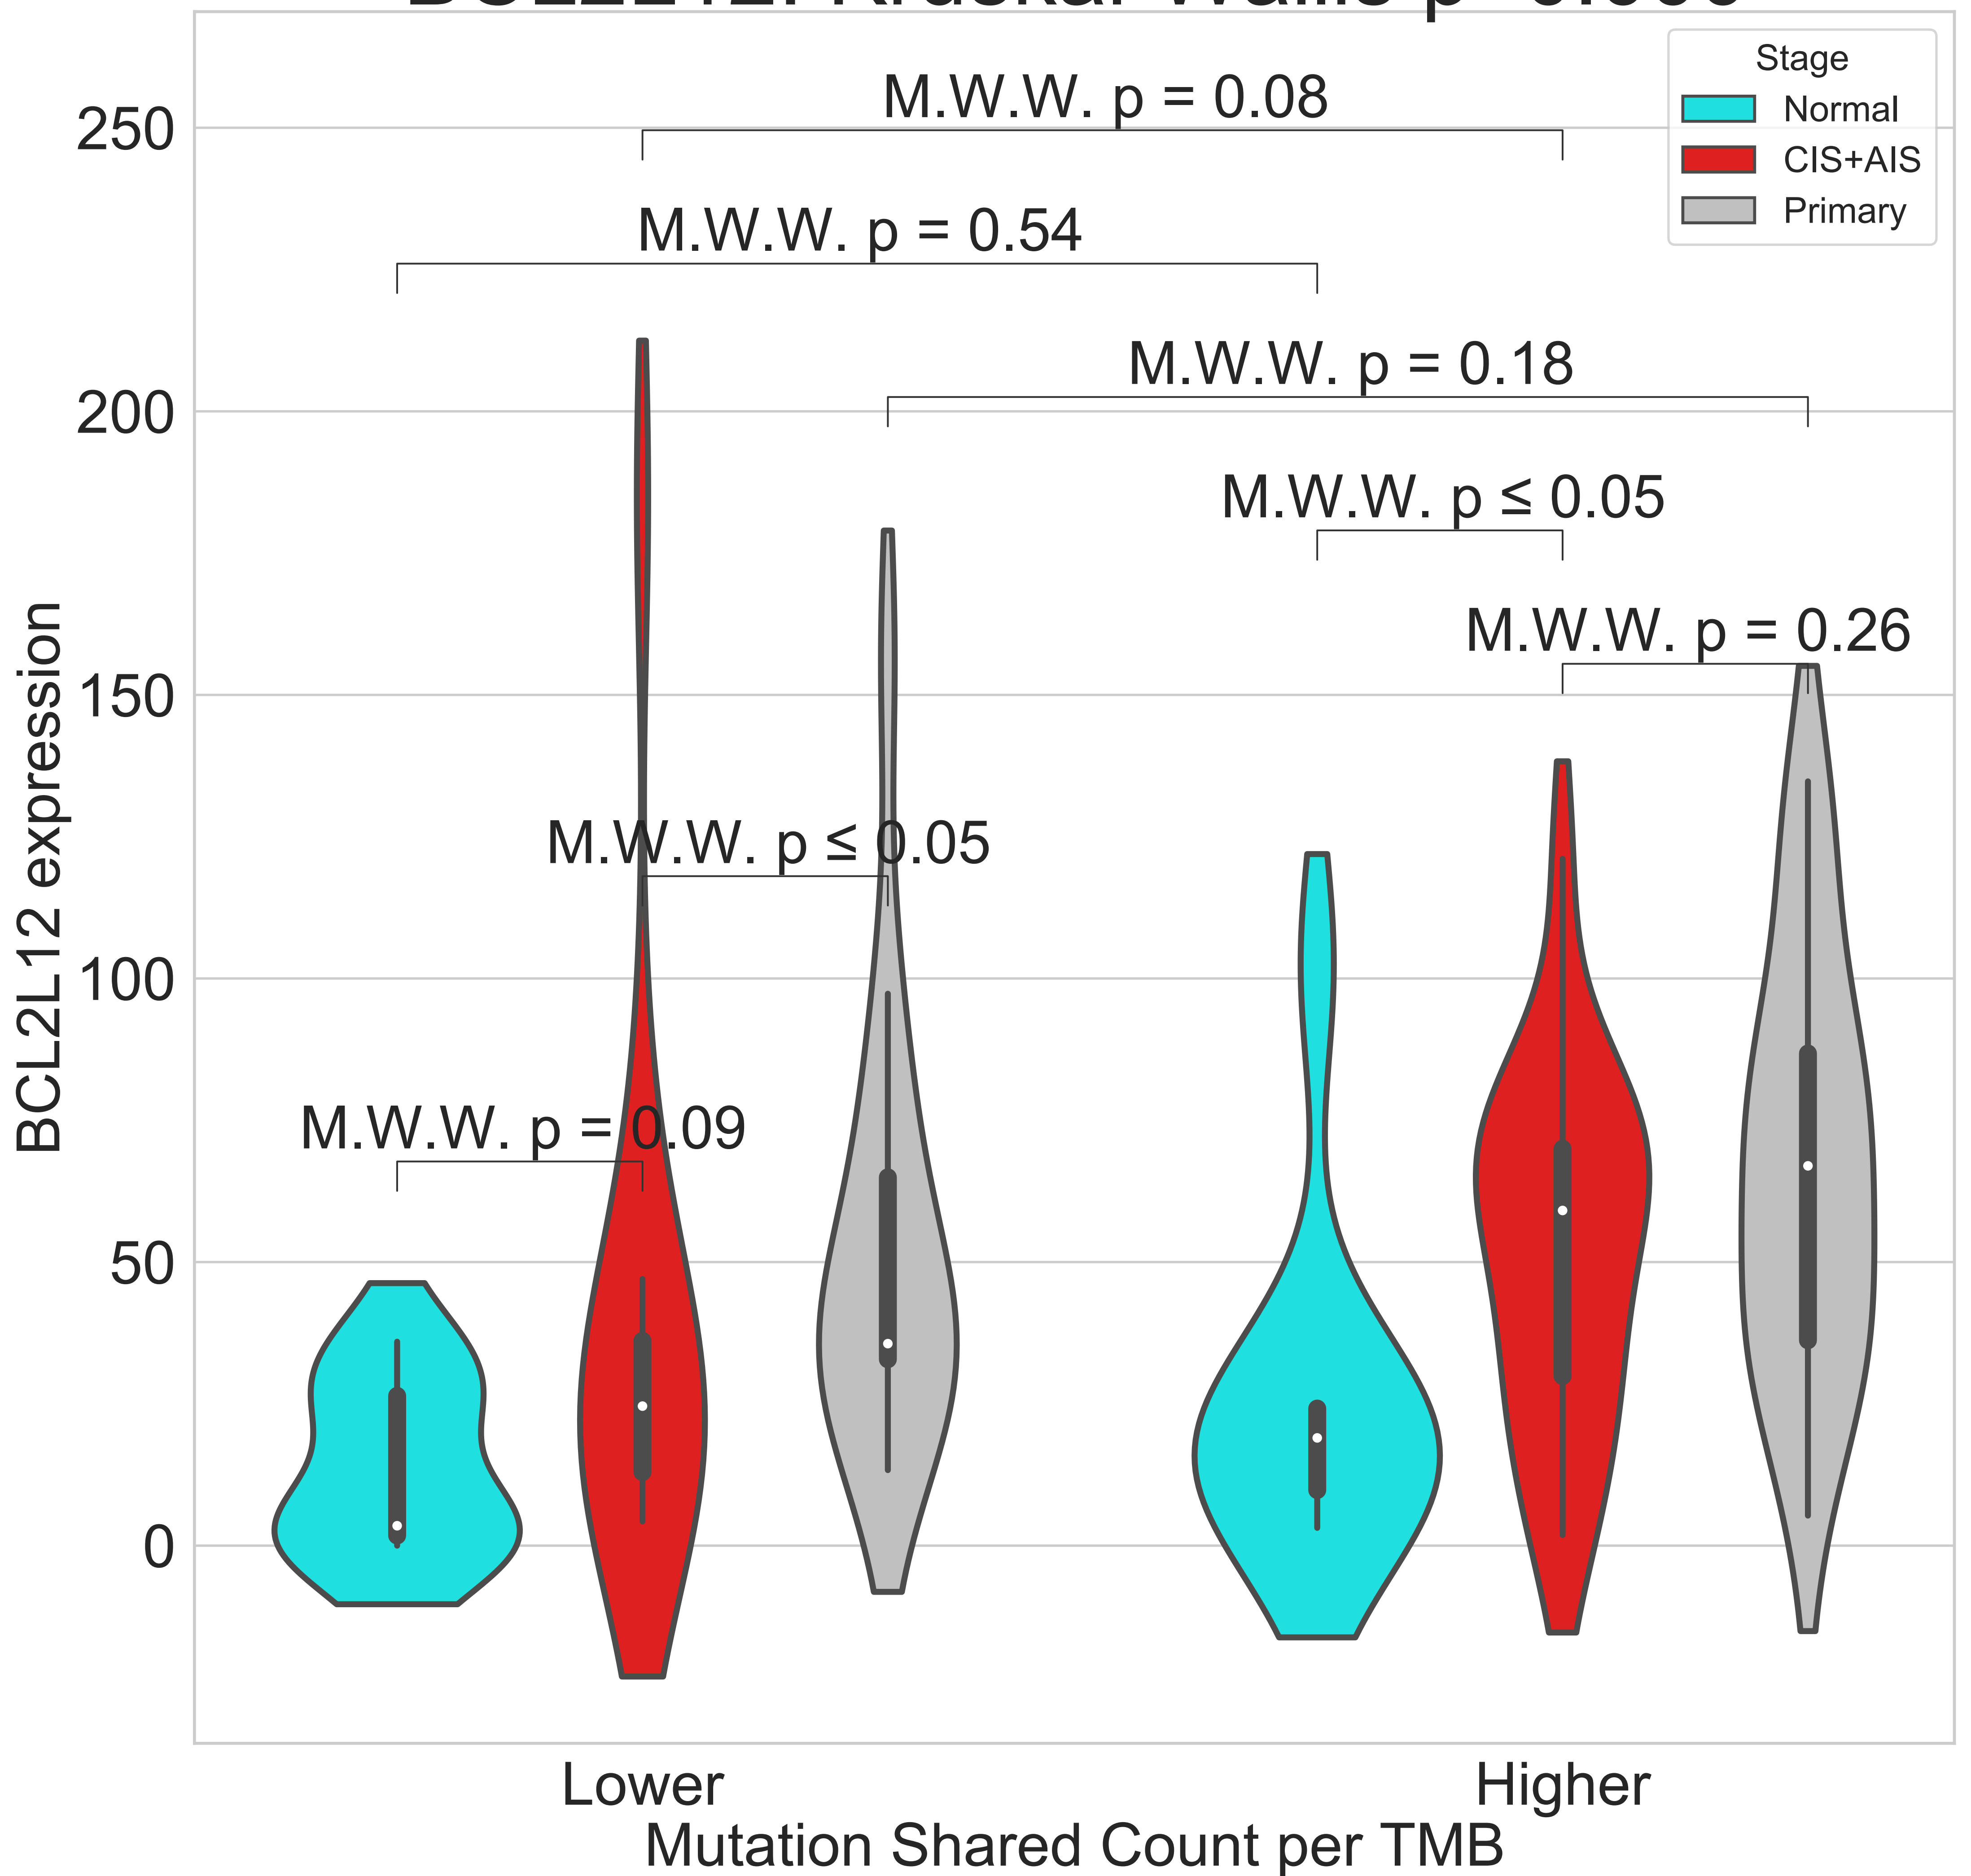 Stage
Normal
CIS+AIS
Primary
M.W.W. p = 0.08
M.W.W. p = 0.54
M.W.W. p = 0.18
M.W.W. p ≤ 0.05
M.W.W. p = 0.26
M.W.W. p ≤ 0.05
M.W.W. p = 0.09
250
200
150
100
50
0
BCL2L12 expression
Lower
Higher
Mutation Shared Count per TMB